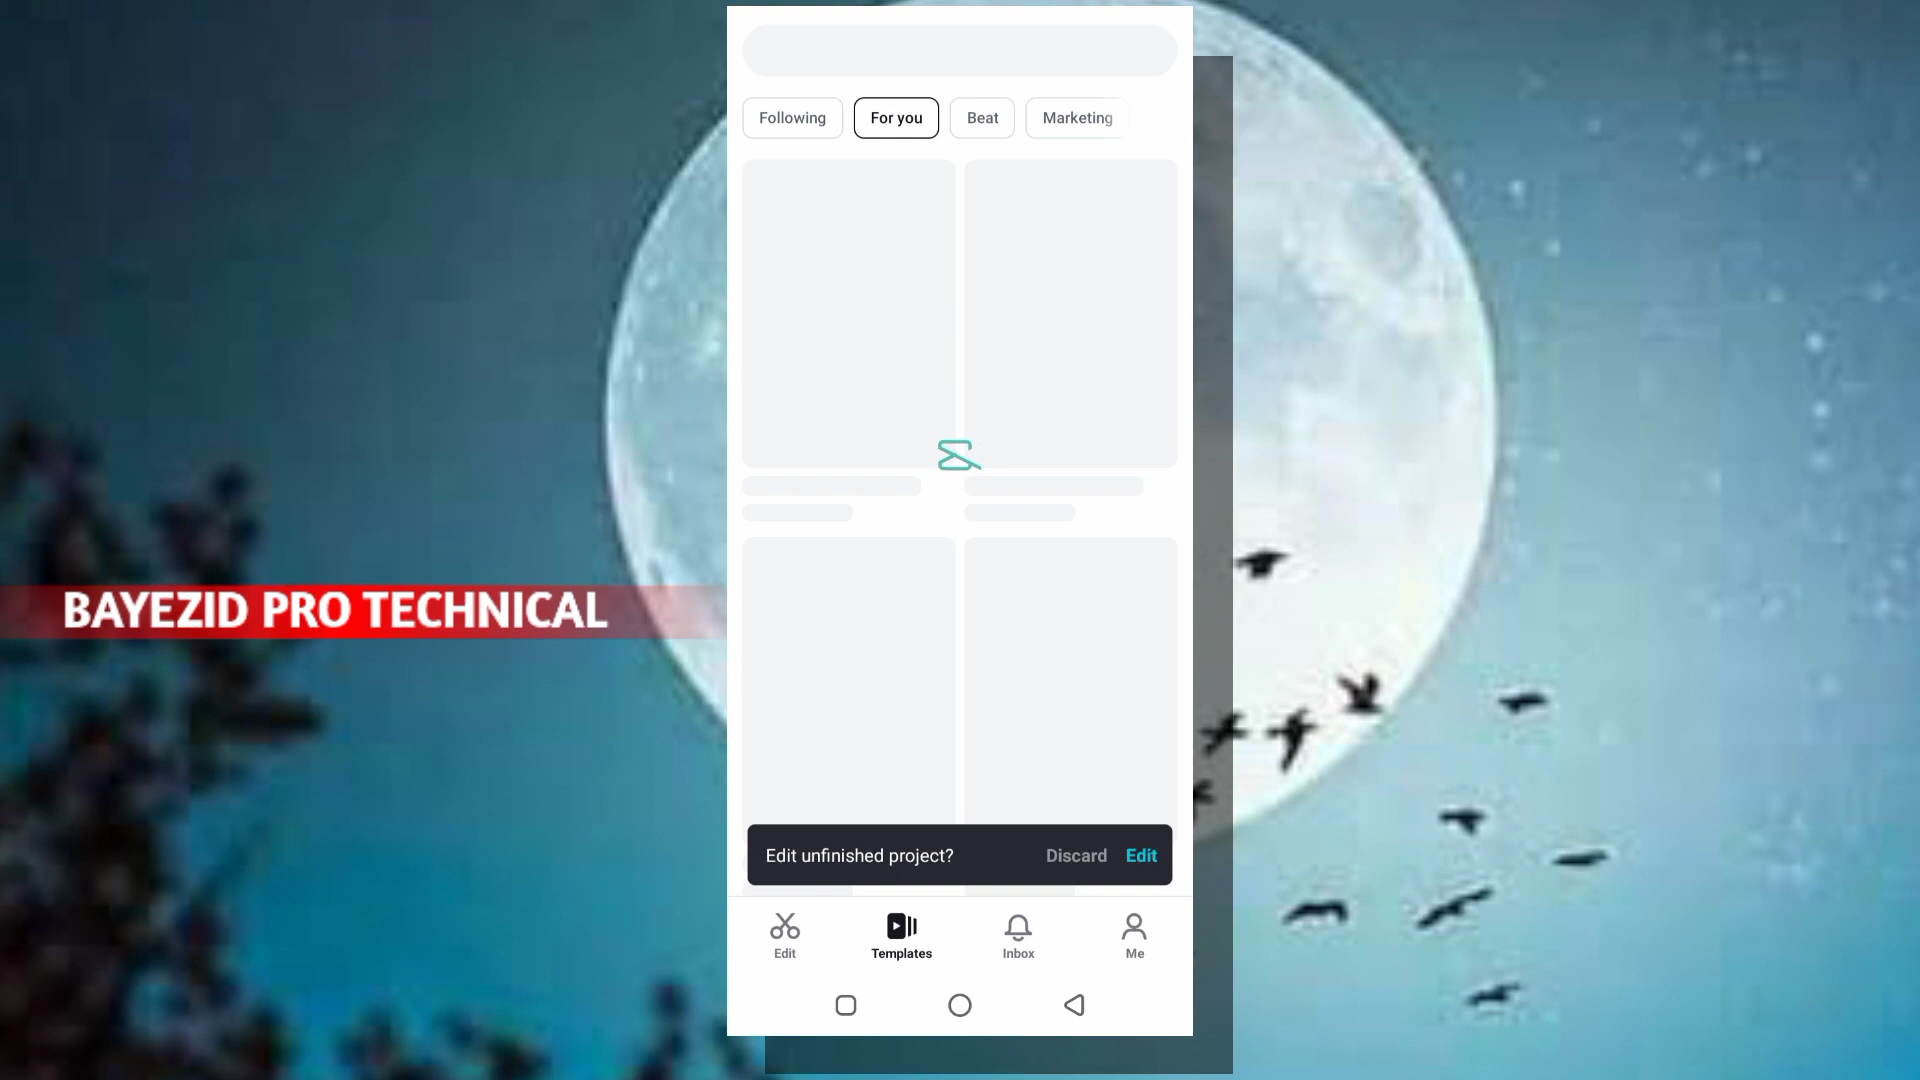 Following
For you
Beat
Marketing
BAYEZID PRO TECHNICAL
Edit unfinished project?
Discard
Edit
Edit
Templates
Inbox
Me